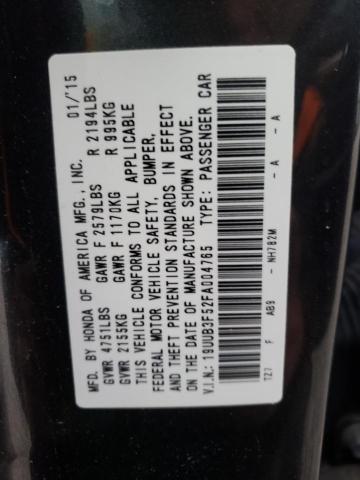 MFD. BY HONDA OF AMERICA MFG., INC. 01/'15
GVWR 4751LBS GAWR F 2579LBS R 2194LBS
GVWR 2155KG GAWR F 1170KG R 995KG
THIS VEHICLE CONFORMS TO ALL APPLICABLE
FEDERAL MOTOR VEHICLE SAFETY, BUMPER,
AND THEFT PREVENTION STANDARDS IN EFFECT
ON THE DATE OF MANUFACTURE SHOWN ABOVE.
V.I.N.: 19UUB3F52FA004765 TYPE: PASSENGER CAR
TZ7 F AB9 - NH782M - A - A